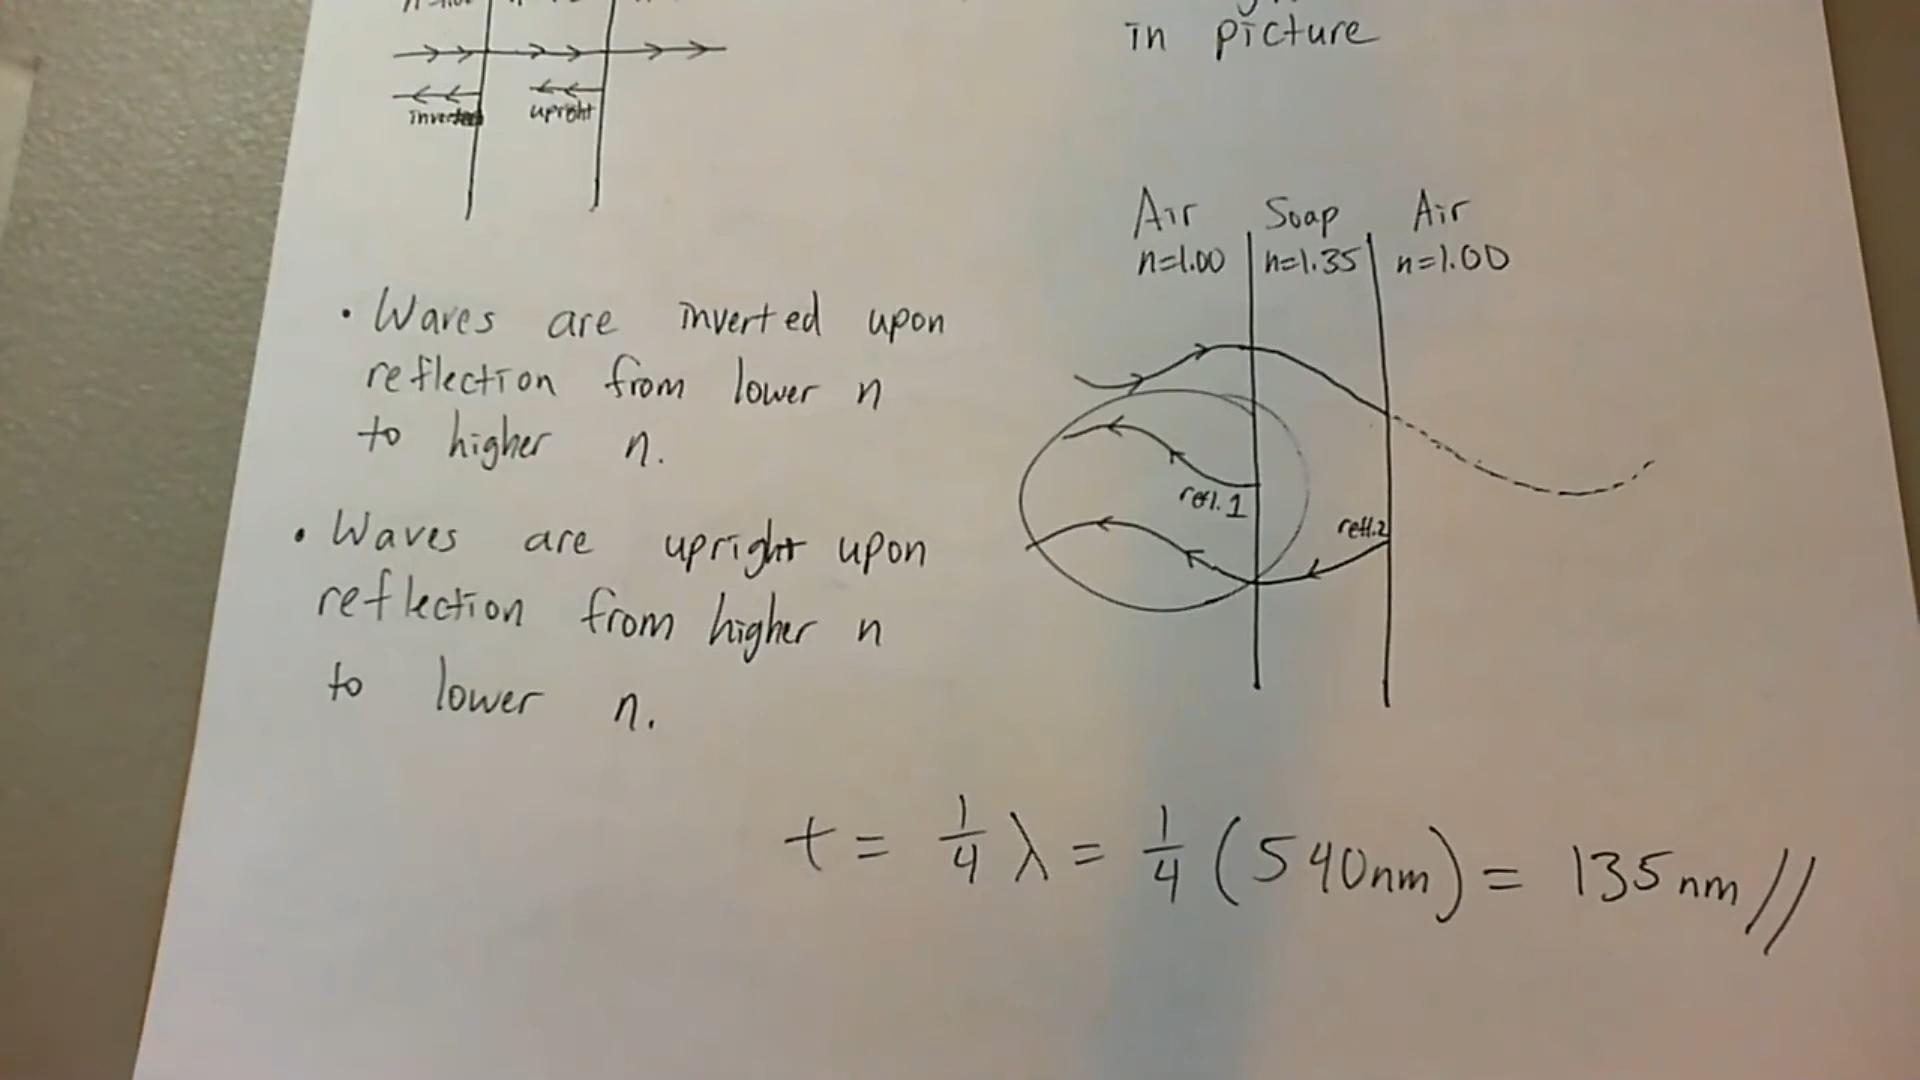 in picture
inverted
upright
Air Soap Air
n=1.00 n=1.35 n=1.00
• Waves are inverted upon
reflection from lower n
to higher n.
refl.1
refl.2
• Waves are upright upon
reflection from higher n
to lower n.
t = 1/4 λ = 1/4 (540nm) = 135nm //